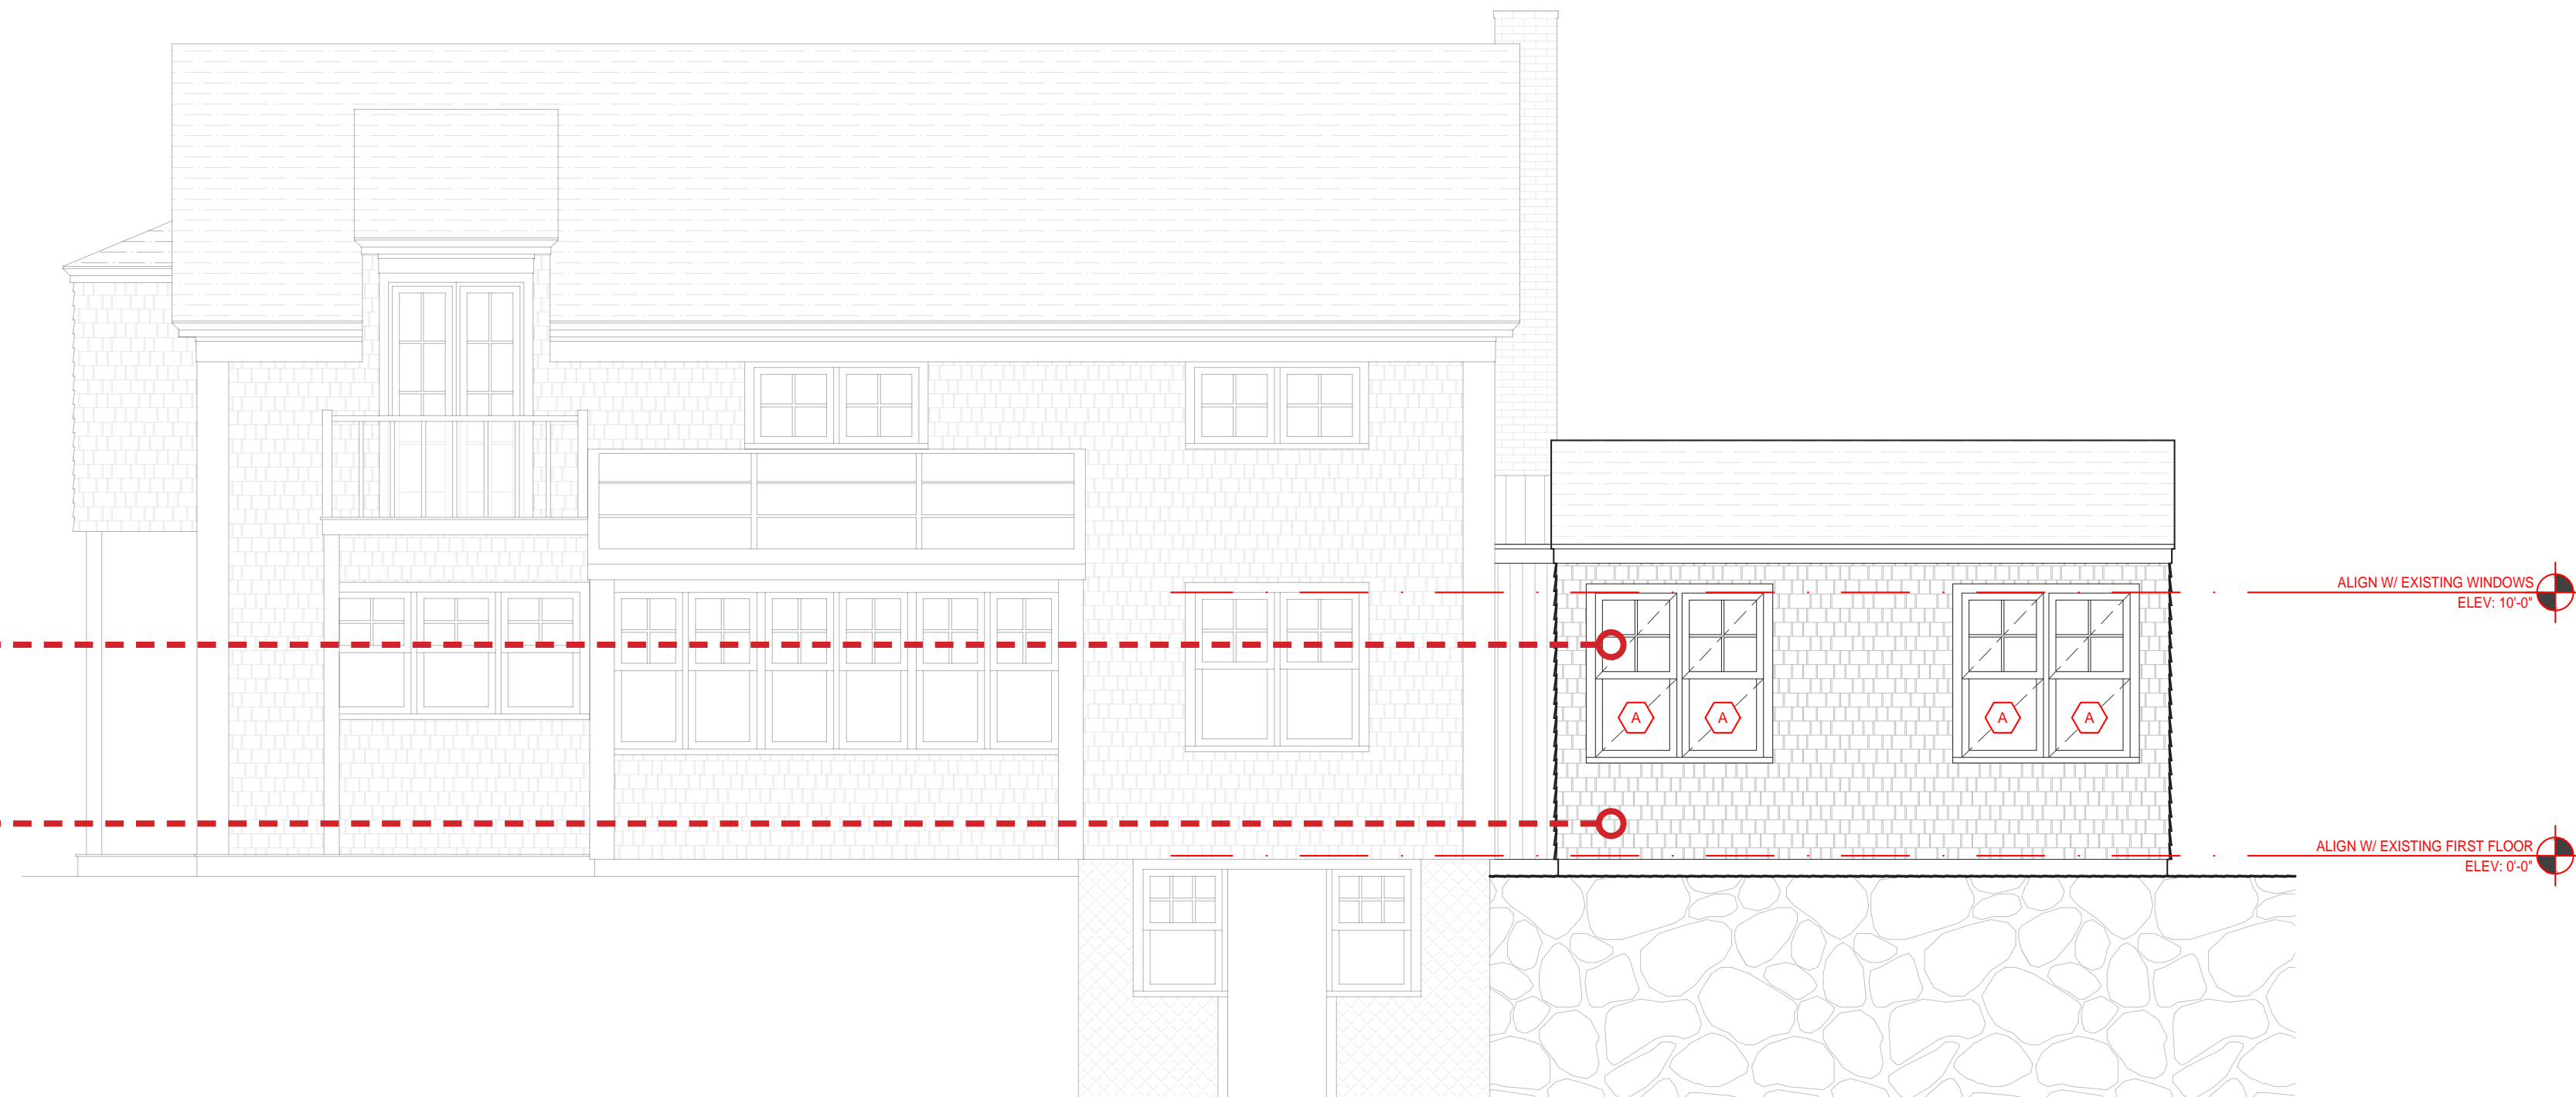 ALIGN W/ EXISTING WINDOWS
ELEV: 10'-0"
A A A A
ALIGN W/ EXISTING FIRST FLOOR
ELEV: 0'-0"